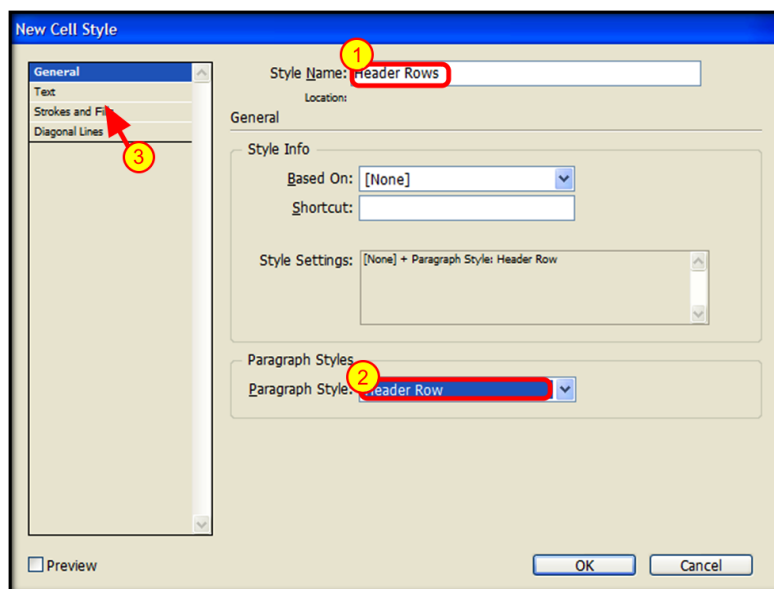 New Cell Style
1
General
Text
Strokes and Fil
Diagonal Lines
3
Style Name: Header Rows
Location:
General
Style Info
Based On: [None]
Shortcut:
Style Settings: [None] + Paragraph Style: Header Row
Paragraph Styles
2
Paragraph Style: Header Row
Preview
OK
Cancel